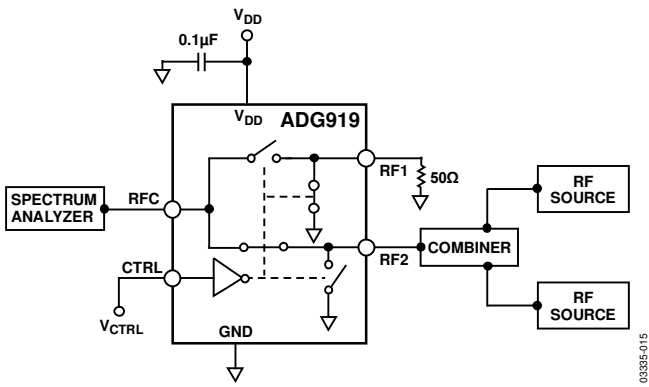 VDD
0.1µF
VDD
ADG919
RF1
50Ω
SPECTRUM
ANALYZER
RFC
RF
SOURCE
COMBINER
RF2
CTRL
VCTRL
RF
SOURCE
GND
03335-015